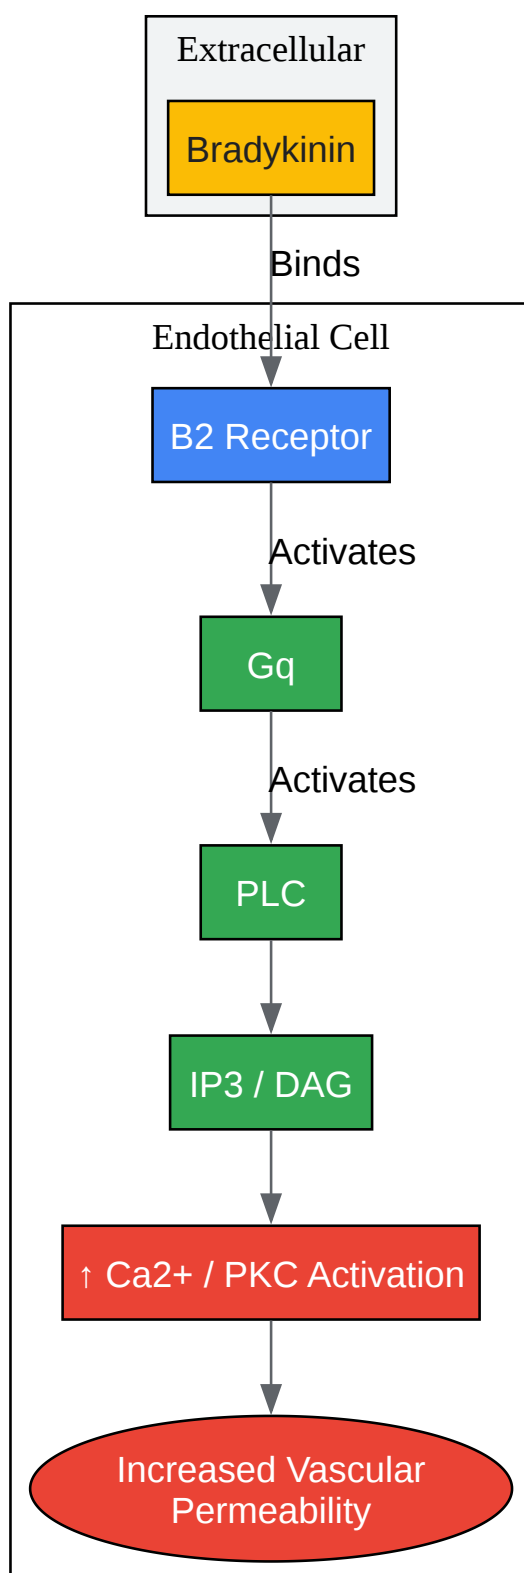 Extracellular
Bradykinin
Binds
Endothelial Cell
B2 Receptor
Activates
Gq
Activates
PLC
IP3 / DAG
↑ Ca2+ / PKC Activation
Increased Vascular
Permeability